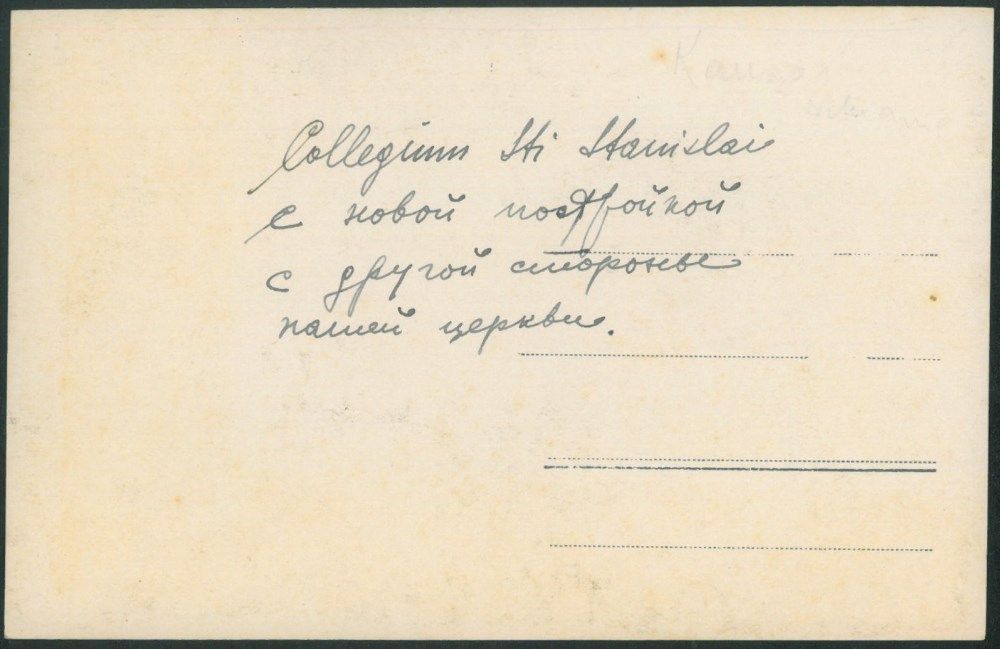 Collegium Sti Stanislai
с новой постройкой
с другой стороны
нашей церкви.